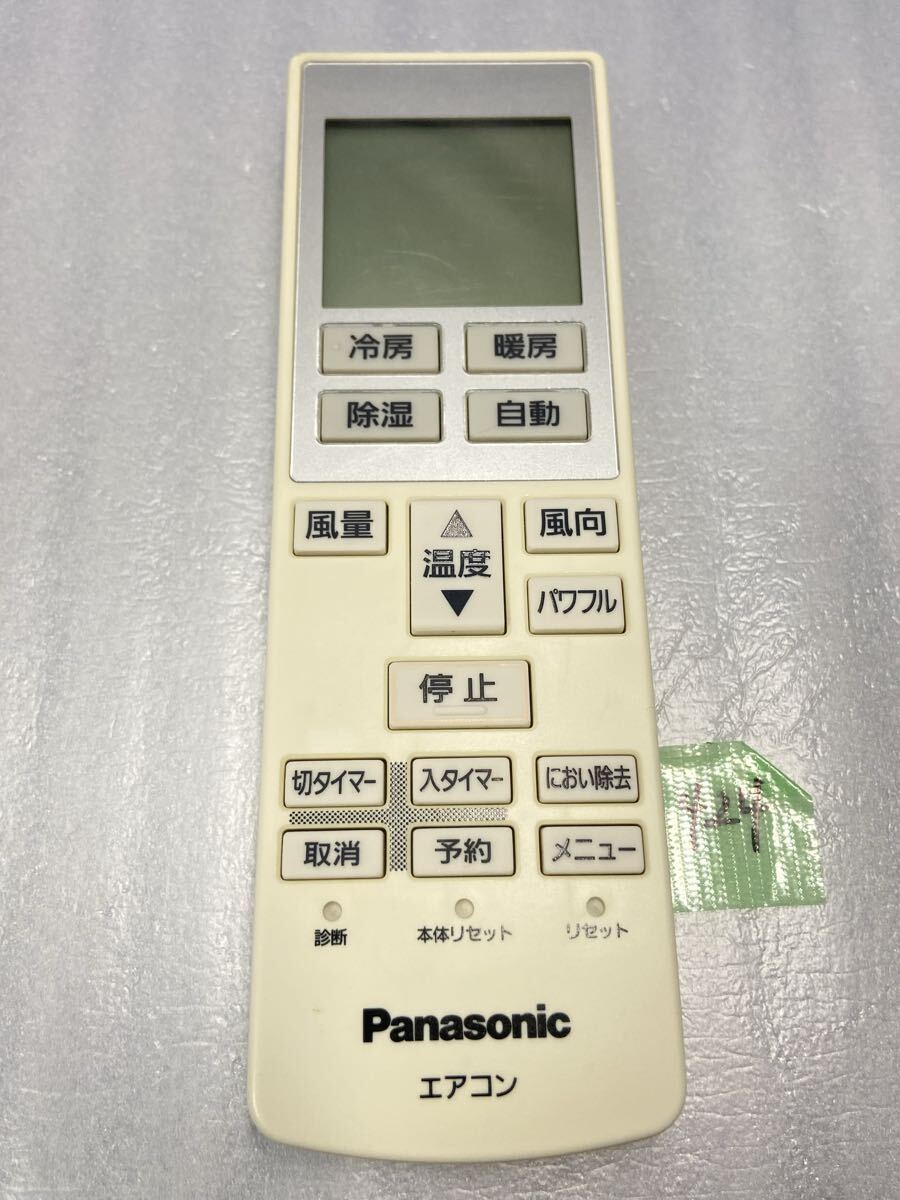 冷房 暖房
除湿 自動
風量 ▲ 風向
温度
▼ パワフル
停止
切タイマー 入タイマー におい除去
取消 予約 メニュー
診断 本体リセット リセット
Panasonic
エアコン